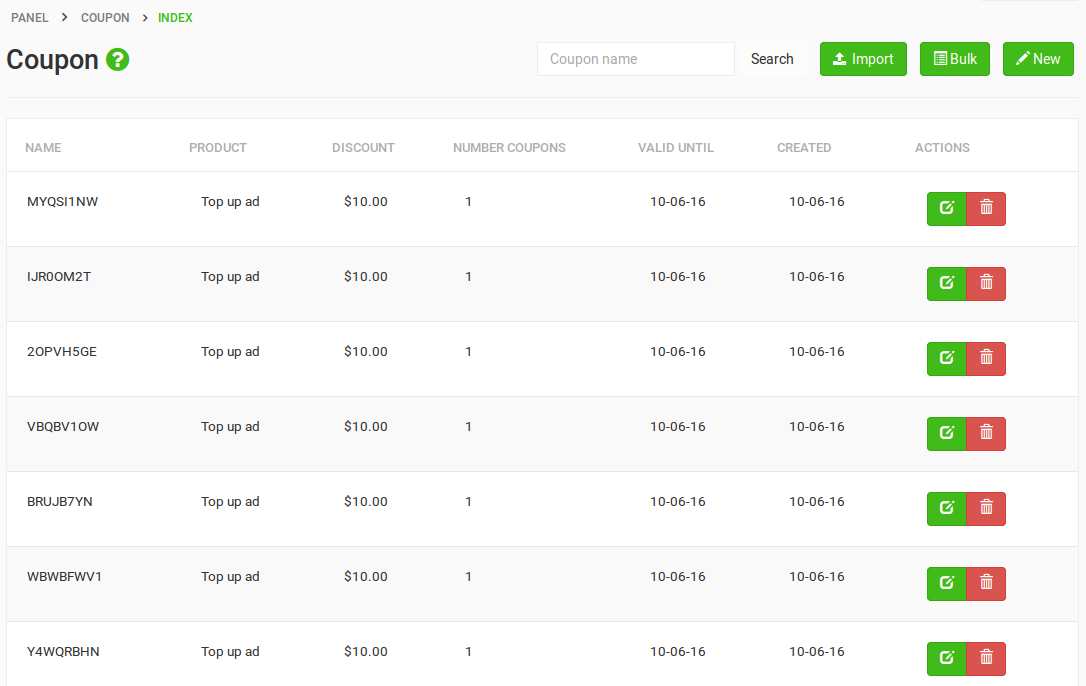 PANEL > COUPON > INDEX
Coupon ? Coupon name Search Import Bulk New
NAME PRODUCT DISCOUNT NUMBER COUPONS VALID UNTIL CREATED ACTIONS
MYQSI1NW Top up ad $10.00 1 10-06-16 10-06-16
IJR0OM2T Top up ad $10.00 1 10-06-16 10-06-16
2OPVH5GE Top up ad $10.00 1 10-06-16 10-06-16
VBQBV1OW Top up ad $10.00 1 10-06-16 10-06-16
BRUJB7YN Top up ad $10.00 1 10-06-16 10-06-16
WBWBFWV1 Top up ad $10.00 1 10-06-16 10-06-16
Y4WQRBHN Top up ad $10.00 1 10-06-16 10-06-16